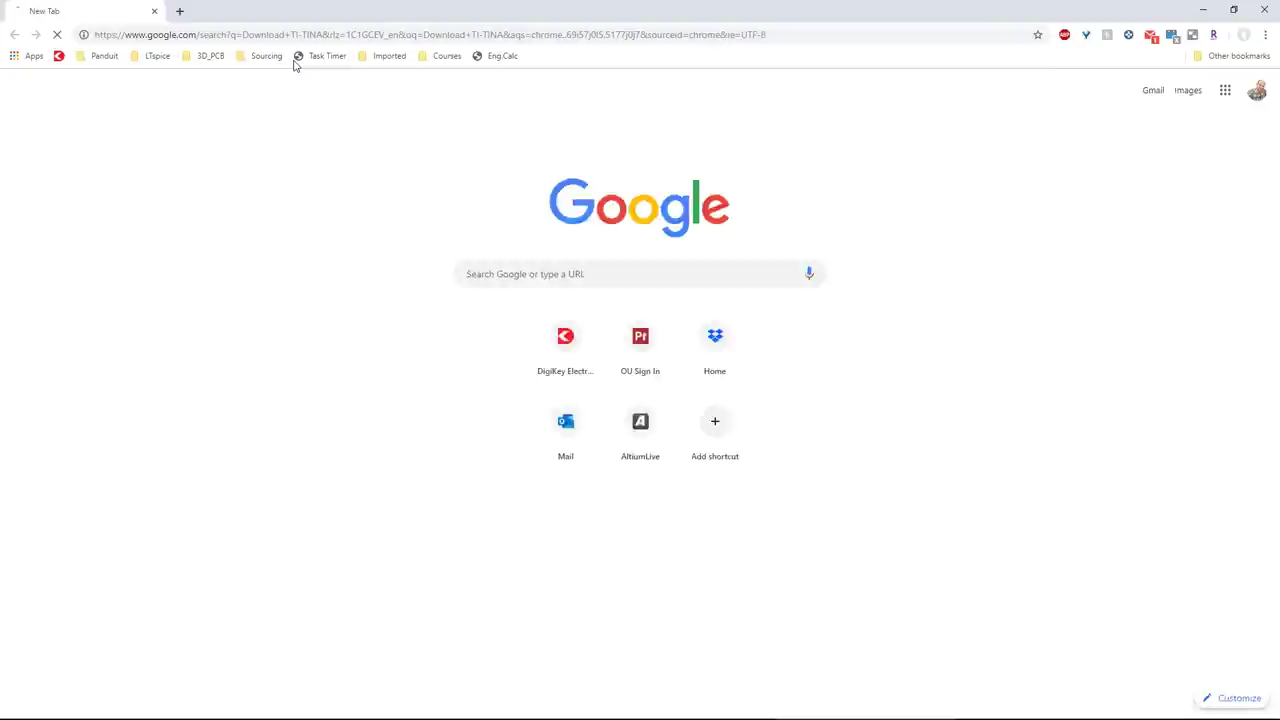 New Tab
https://www.google.com/search?q=Download+TI-TINA&rlz=1C1GCEV_en&oq=Download+TI-TINA&aqs=chrome..69i57j0l5.5177j0j7&sourceid=chrome&ie=UTF-8
Apps Panduit LTspice 3D_PCB Sourcing Task Timer Imported Courses Eng.Calc Other bookmarks
Gmail Images
Google
Search Google or type a URL
DigiKey Electr... OU Sign In Home
Mail AltiumLive Add shortcut
Customize